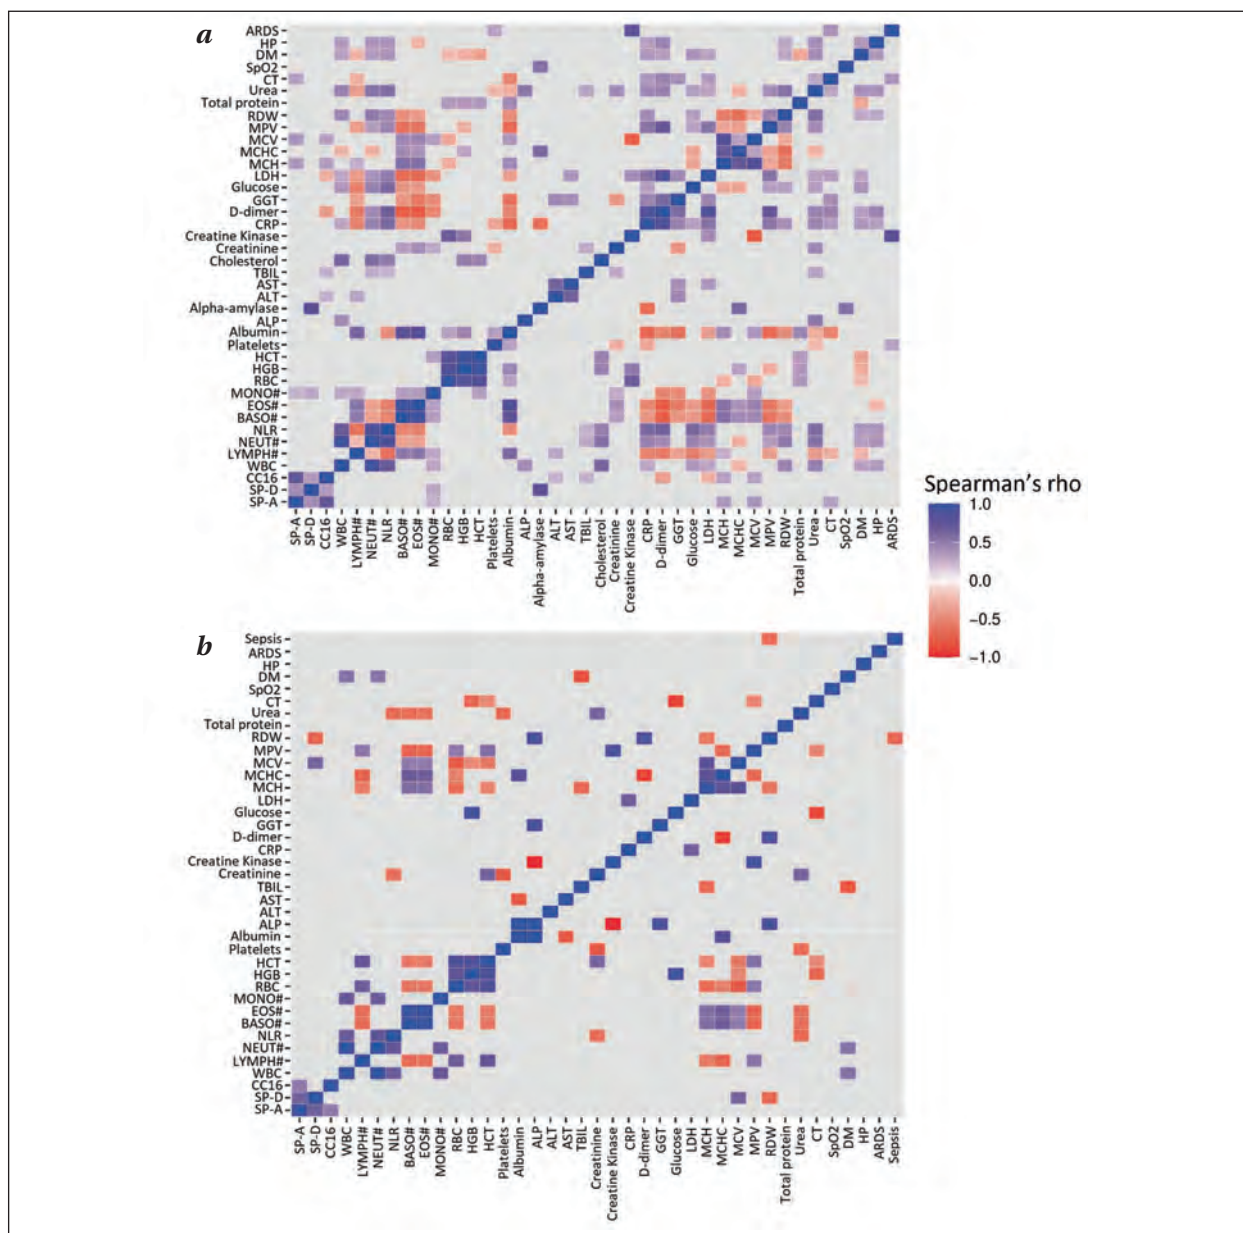 a
ARDS
HP
DM
SpO2
CT
Urea
Total protein
RDW
MPV
MCV
MCHC
MCH
LDH
Glucose
GGT
D-dimer
CRP
Creatine Kinase
Creatinine
Cholesterol
TBIL
AST
ALT
Alpha-amylase
ALP
Albumin
Platelets
HCT
HGB
RBC
MONO#
EOS#
BASO#
NLR
NEUT#
LYMPH#
WBC
CC16
SP-D
SP-A
SP-A
SP-D
CC16
WBC
LYMPH#
NEUT#
NLR
BASO#
EOS#
MONO#
RBC
HGB
HCT
Platelets
Albumin
ALP
Alpha-amylase
ALT
AST
TBIL
Cholesterol
Creatinine
Creatine Kinase
CRP
D-dimer
GGT
Glucose
LDH
MCH
MCHC
MCV
MPV
RDW
Total protein
Urea
CT
SpO2
DM
HP
ARDS
Spearman's rho
1.0
0.5
0.0
−0.5
−1.0
b
Sepsis
ARDS
HP
DM
SpO2
CT
Urea
Total protein
RDW
MPV
MCV
MCHC
MCH
LDH
Glucose
GGT
D-dimer
CRP
Creatine Kinase
Creatinine
TBIL
AST
ALT
ALP
Albumin
Platelets
HCT
HGB
RBC
MONO#
EOS#
BASO#
NLR
NEUT#
LYMPH#
WBC
CC16
SP-D
SP-A
SP-A
SP-D
CC16
WBC
LYMPH#
NEUT#
NLR
BASO#
EOS#
MONO#
RBC
HGB
HCT
Platelets
Albumin
ALP
ALT
AST
TBIL
Creatinine
Creatine Kinase
CRP
D-dimer
GGT
Glucose
LDH
MCH
MCHC
MCV
MPV
RDW
Total protein
Urea
CT
SpO2
DM
HP
ARDS
Sepsis